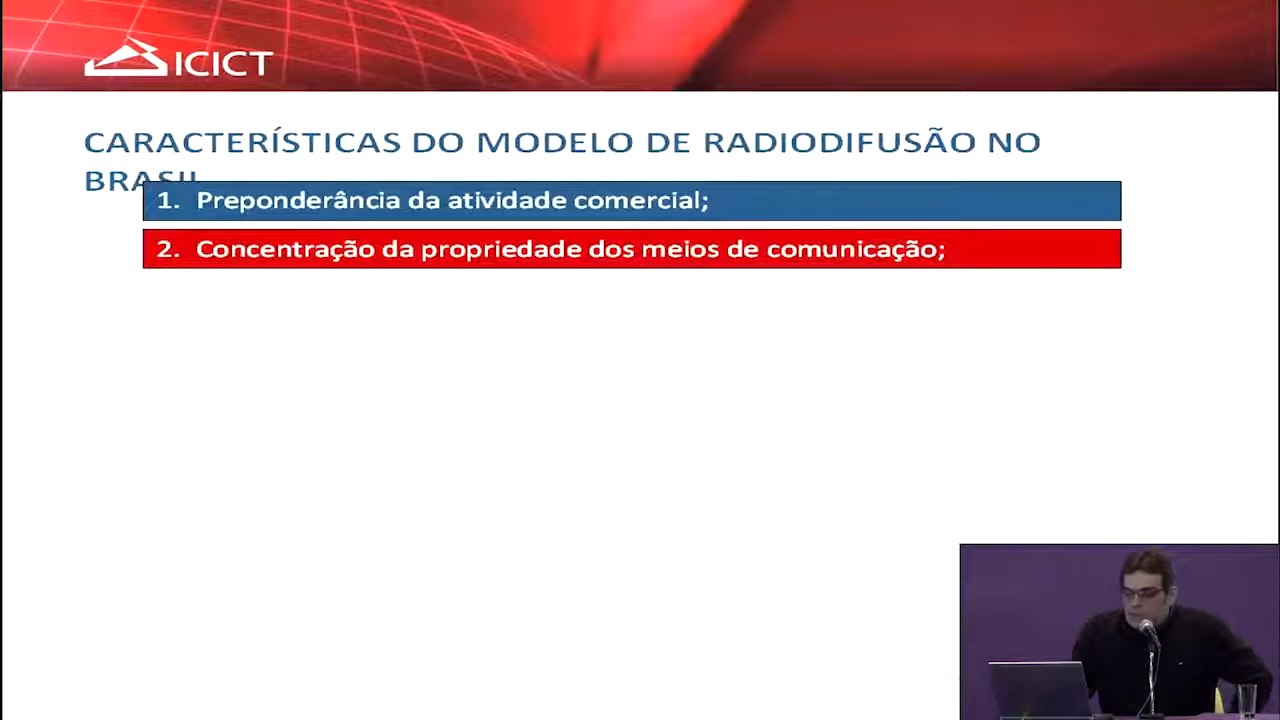 ICICT
CARACTERÍSTICAS DO MODELO DE RADIODIFUSÃO NO
BRASIL
1. Preponderância da atividade comercial;
2. Concentração da propriedade dos meios de comunicação;